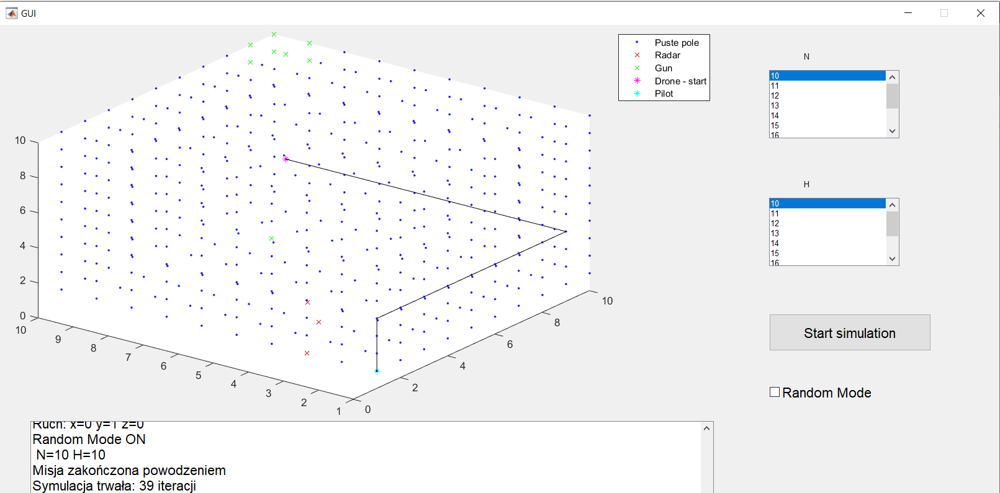 GUI
Puste pole
Radar
Gun
Drone - start
Pilot
N
10
11
12
13
14
15
16
H
10
11
12
13
14
15
16
Start simulation
Random Mode
10
8
6
4
2
0
10
9
8
7
6
5
4
3
2
1
0
2
4
6
8
10
Ruch: x=0 y=1 z=0
Random Mode ON
N=10 H=10
Misja zakończona powodzeniem
Symulacja trwała: 39 iteracji